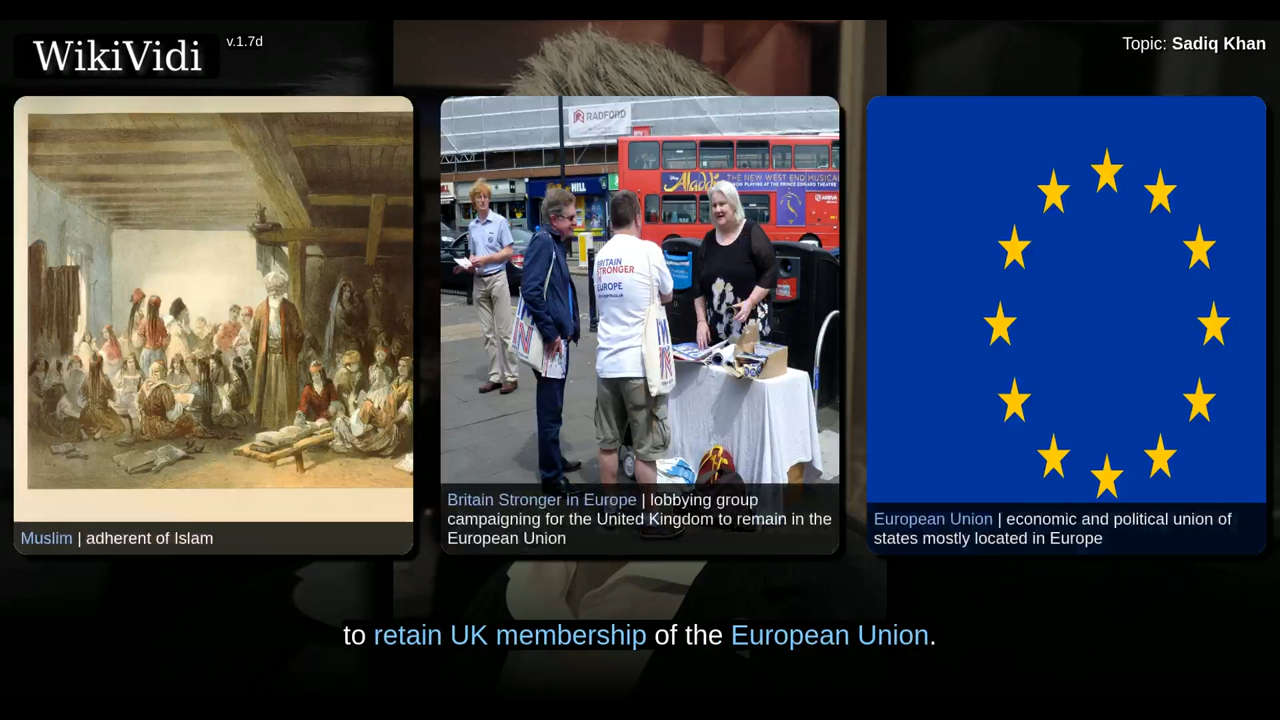 WikiVidi
v.1.7d
Topic: Sadiq Khan
RADFORD
HILL
Disney
Aladdin
THE NEW WEST END MUSICAL
NOW PLAYING AT THE PRINCE EDWARD THEATRE
ARRIVA
BRITAIN
STRONGER
IN
EUROPE
Muslim | adherent of Islam
Britain Stronger in Europe | lobbying group
campaigning for the United Kingdom to remain in the
European Union
European Union | economic and political union of
states mostly located in Europe
to retain UK membership of the European Union.